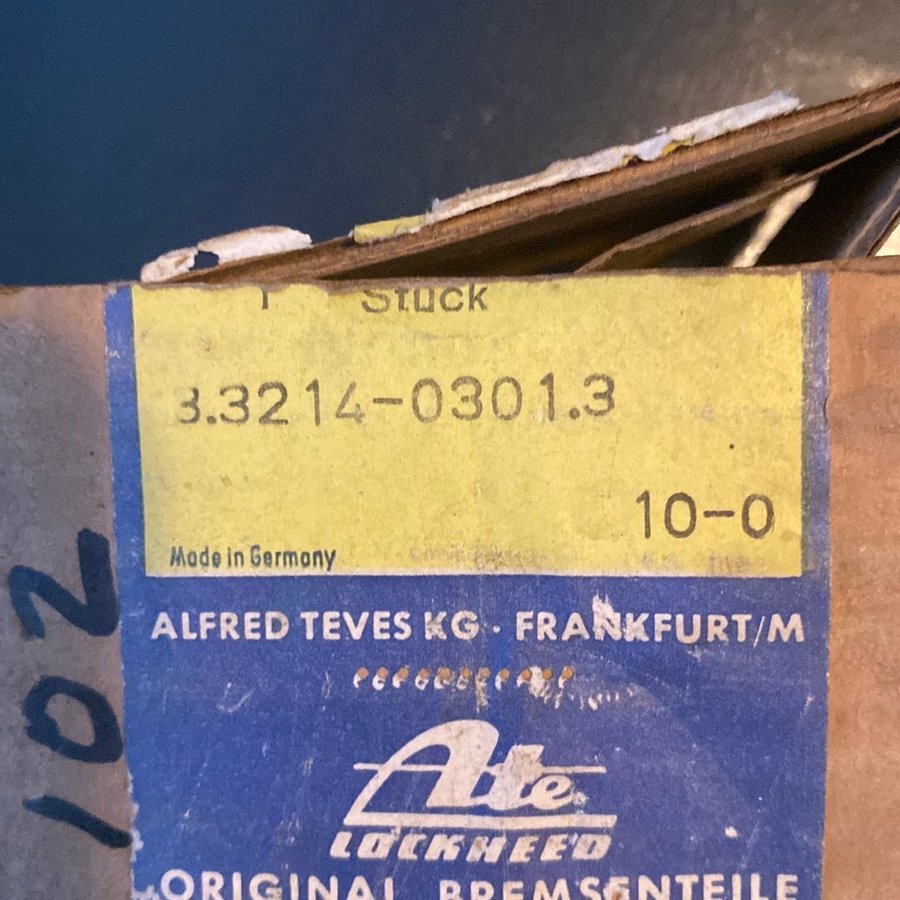 1 Stück
3.3214-0301.3
10-0
Made in Germany
ALFRED TEVES KG · FRANKFURT/M
Ate
LOCKHEED
ORIGINAL BREMSENTEILE
102